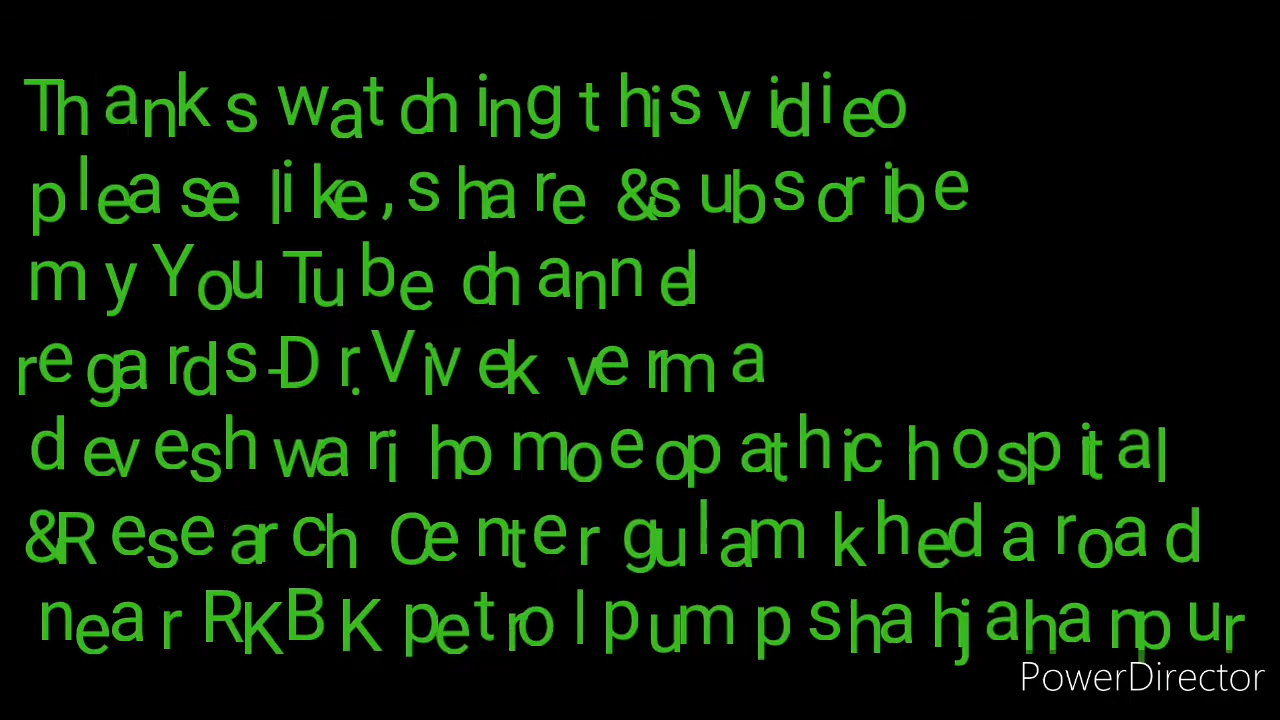 Thanks watching this vidieo
please like, share & subscribe
my YouTube channel
regards-Dr.Vivek verma
deveshwari homoeopathic hospital
&Research Center gulam kheda road
near RKBK petrol pump shahjahanpur
PowerDirector